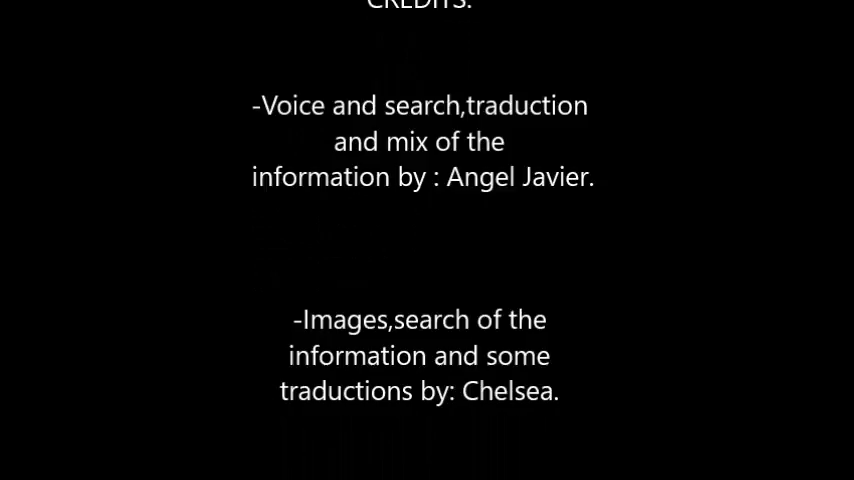 CREDITS:
-Voice and search,traduction
and mix of the
information by : Angel Javier.
-Images,search of the
information and some
traductions by: Chelsea.